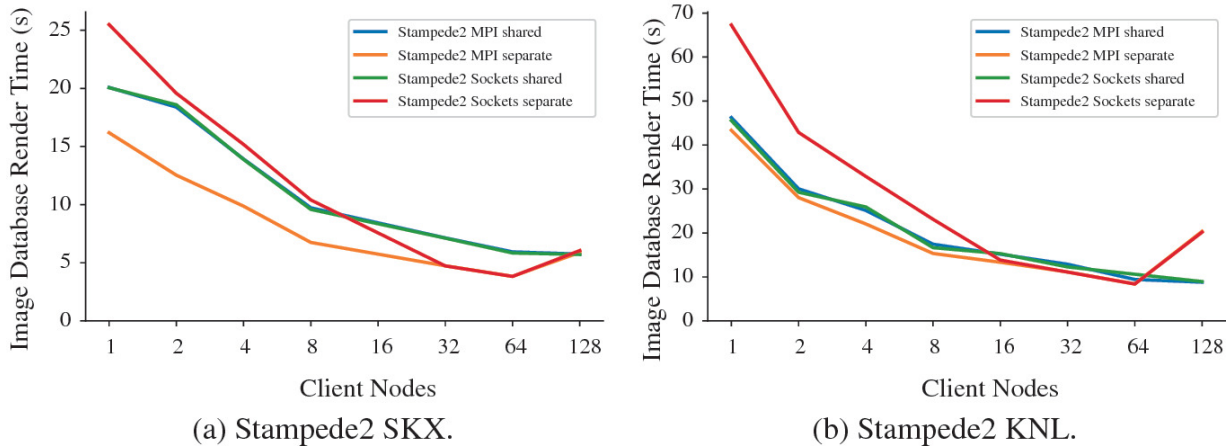 Image Database Render Time (s)
25
20
15
10
5
0
Stampede2 MPI shared
Stampede2 MPI separate
Stampede2 Sockets shared
Stampede2 Sockets separate
1 2 4 8 16 32 64 128
Client Nodes
(a) Stampede2 SKX.
Image Database Render Time (s)
70
60
50
40
30
20
10
0
Stampede2 MPI shared
Stampede2 MPI separate
Stampede2 Sockets shared
Stampede2 Sockets separate
1 2 4 8 16 32 64 128
Client Nodes
(b) Stampede2 KNL.